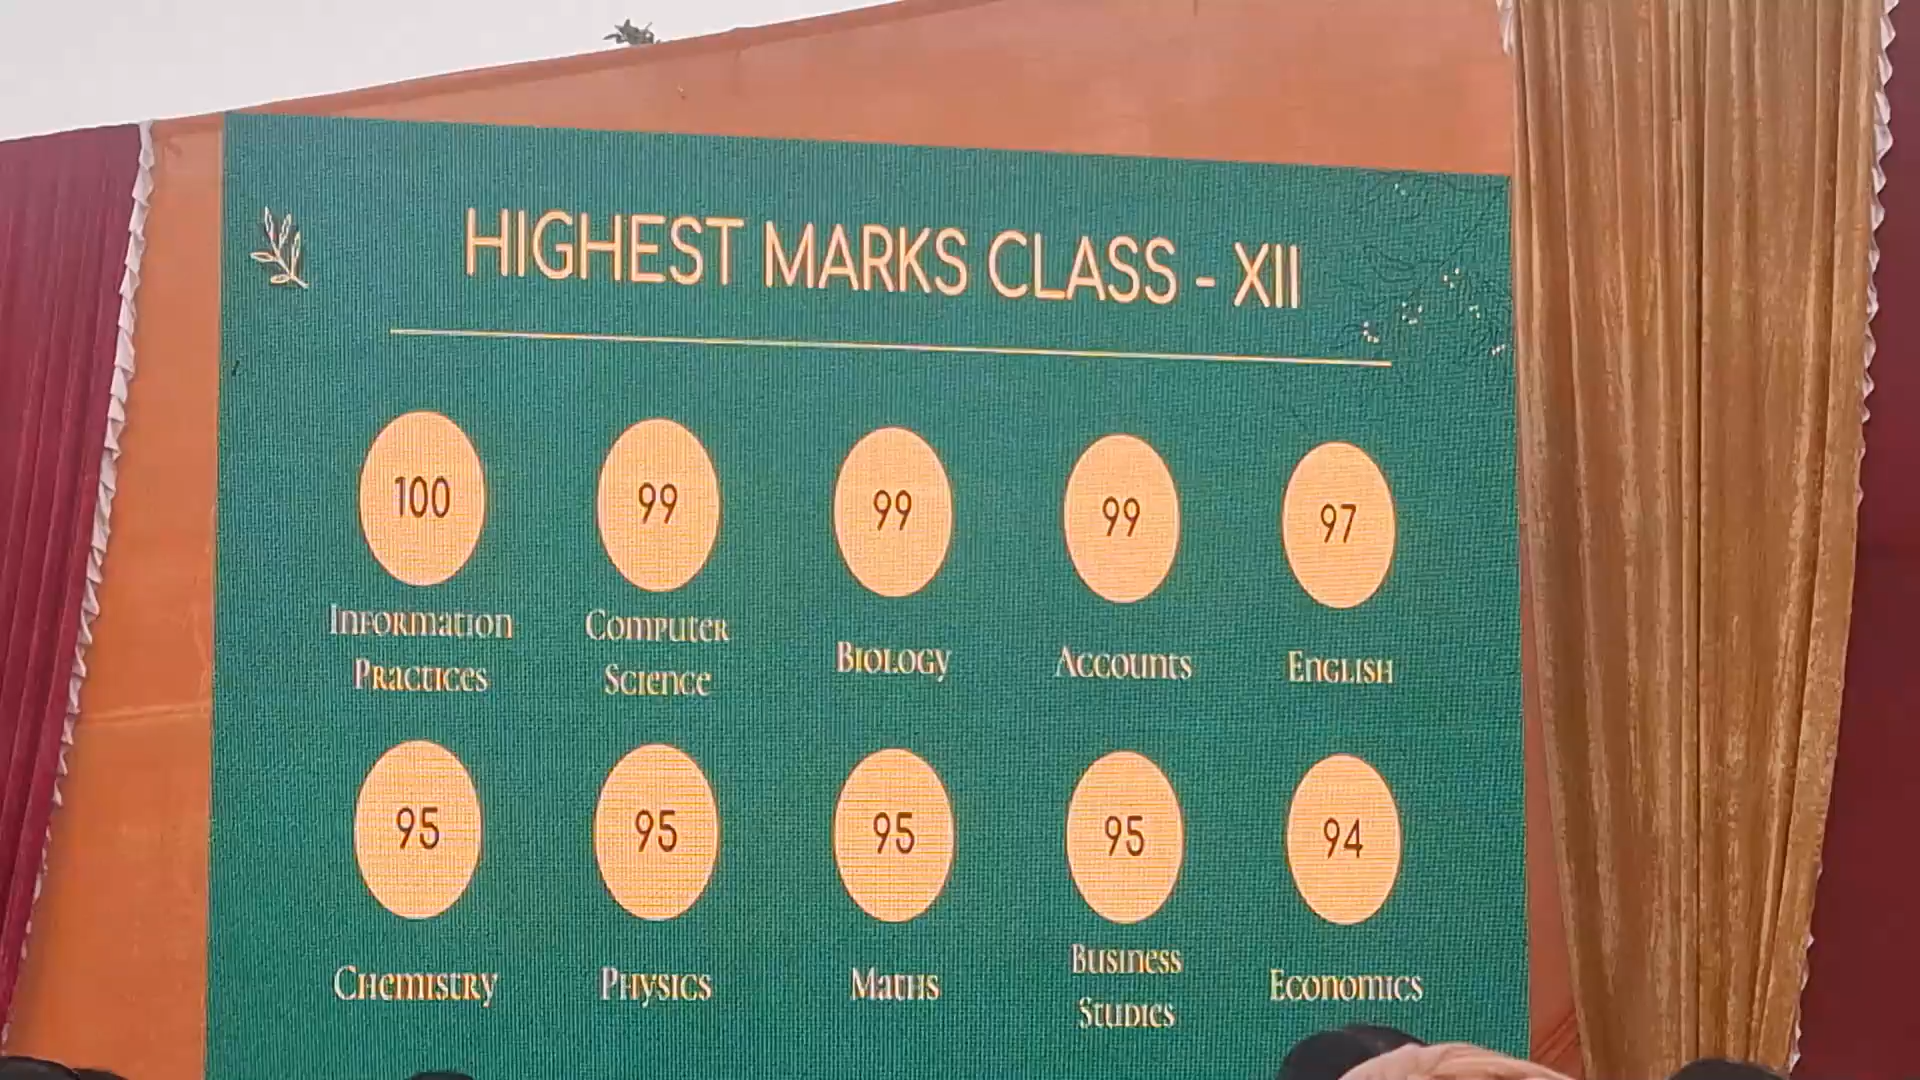 HIGHEST MARKS CLASS - XII
100
99
99
99
97
Information
Practices
Computer
Science
Biology
Accounts
English
95
95
95
95
94
Chemistry
Physics
Maths
Business
Studies
Economics